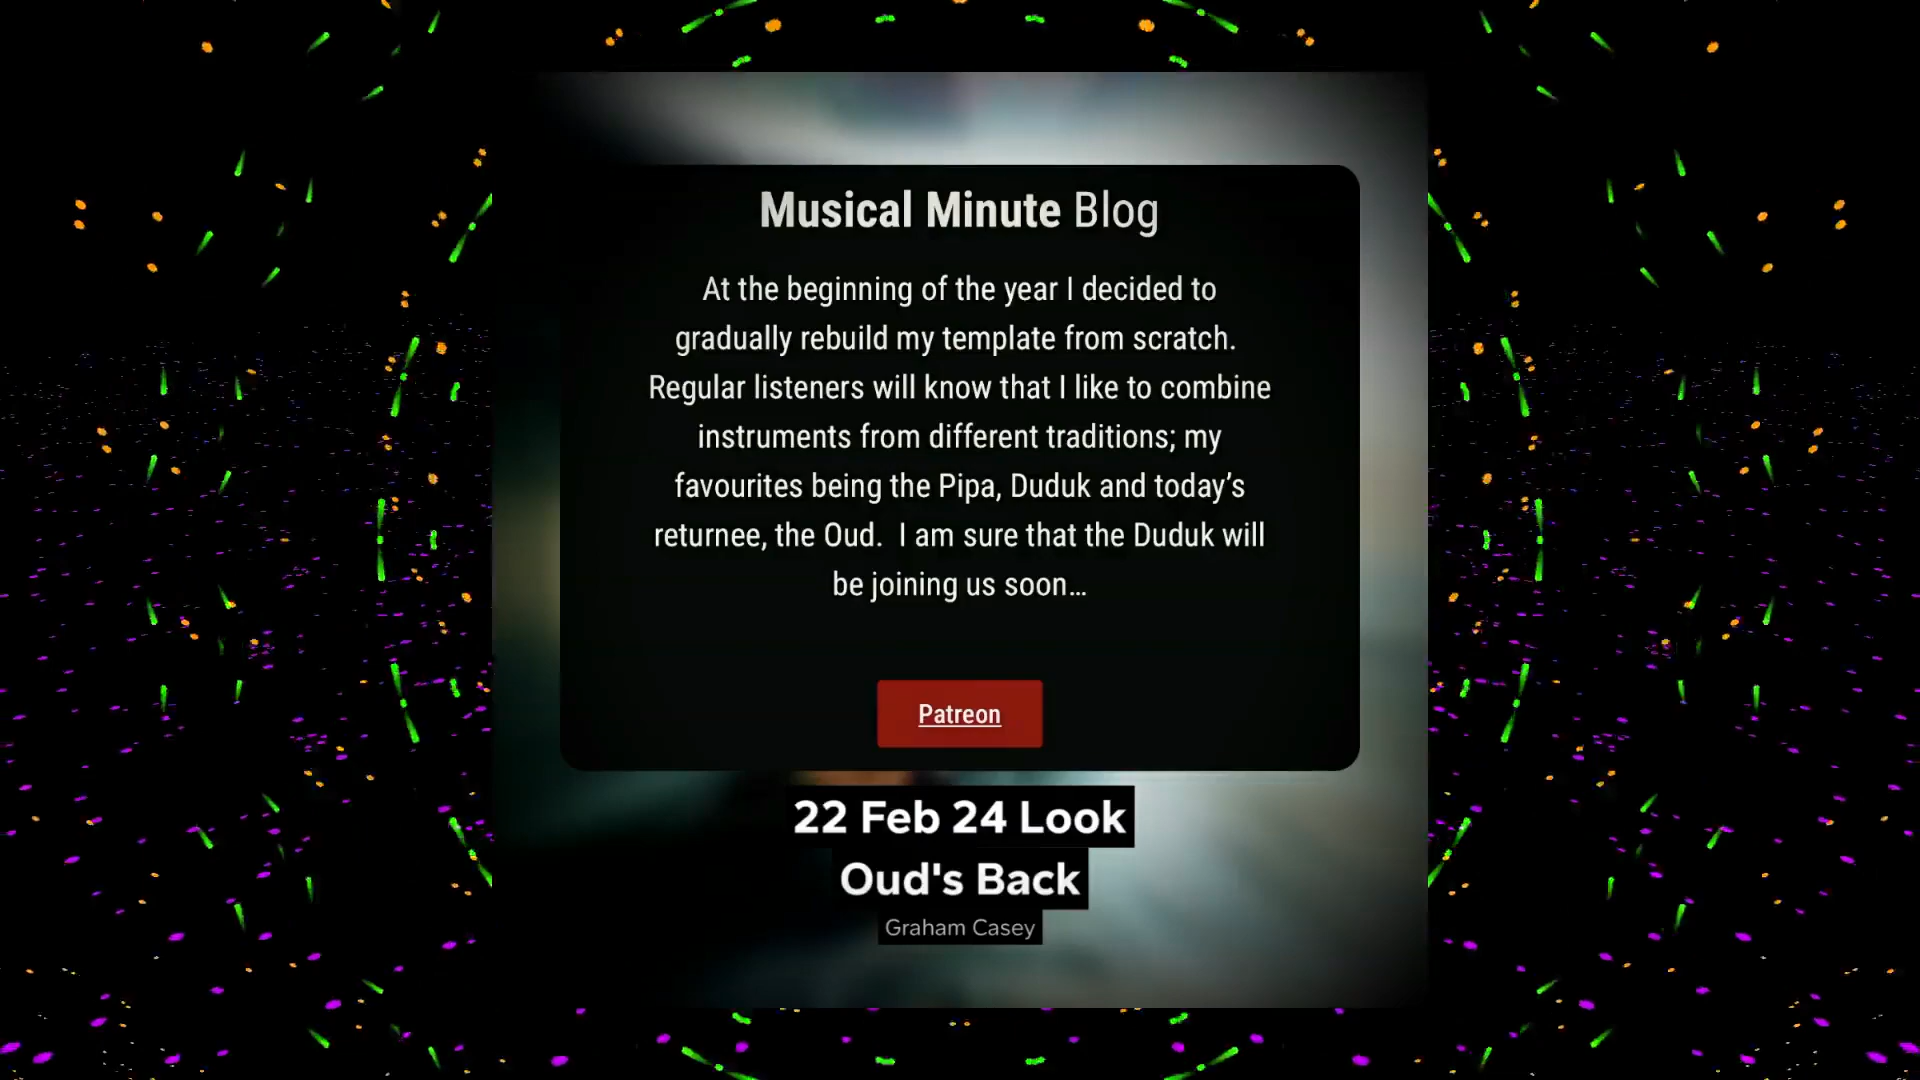 Musical Minute Blog
At the beginning of the year I decided to
gradually rebuild my template from scratch.
Regular listeners will know that I like to combine
instruments from different traditions; my
favourites being the Pipa, Duduk and today’s
returnee, the Oud.  I am sure that the Duduk will
be joining us soon…
Patreon
22 Feb 24 Look
Oud's Back
Graham Casey